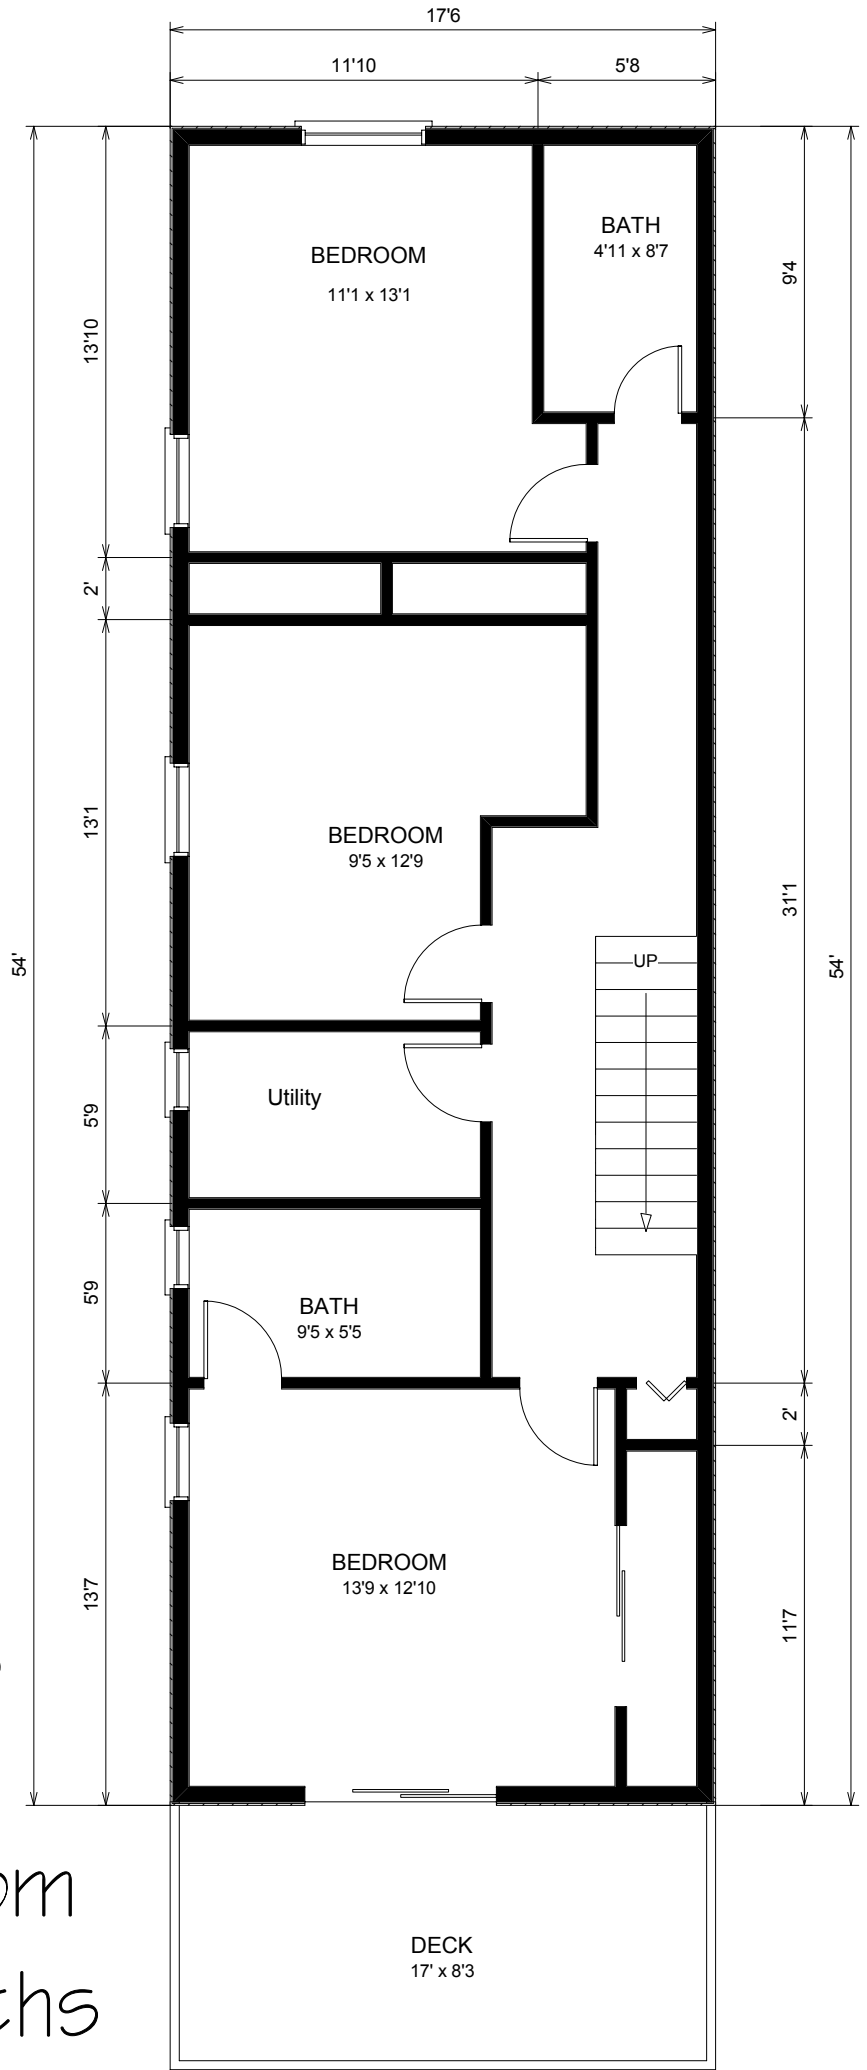 17'6
11'10
5'8
BEDROOM
11'1 x 13'1
BATH
4'11 x 8'7
9'4
13'10
2'
13'1
BEDROOM
9'5 x 12'9
31'1
54'
54'
UP
Utility
5'9
5'9
BATH
9'5 x 5'5
2'
BEDROOM
13'9 x 12'10
13'7
11'7
DECK
17' x 8'3